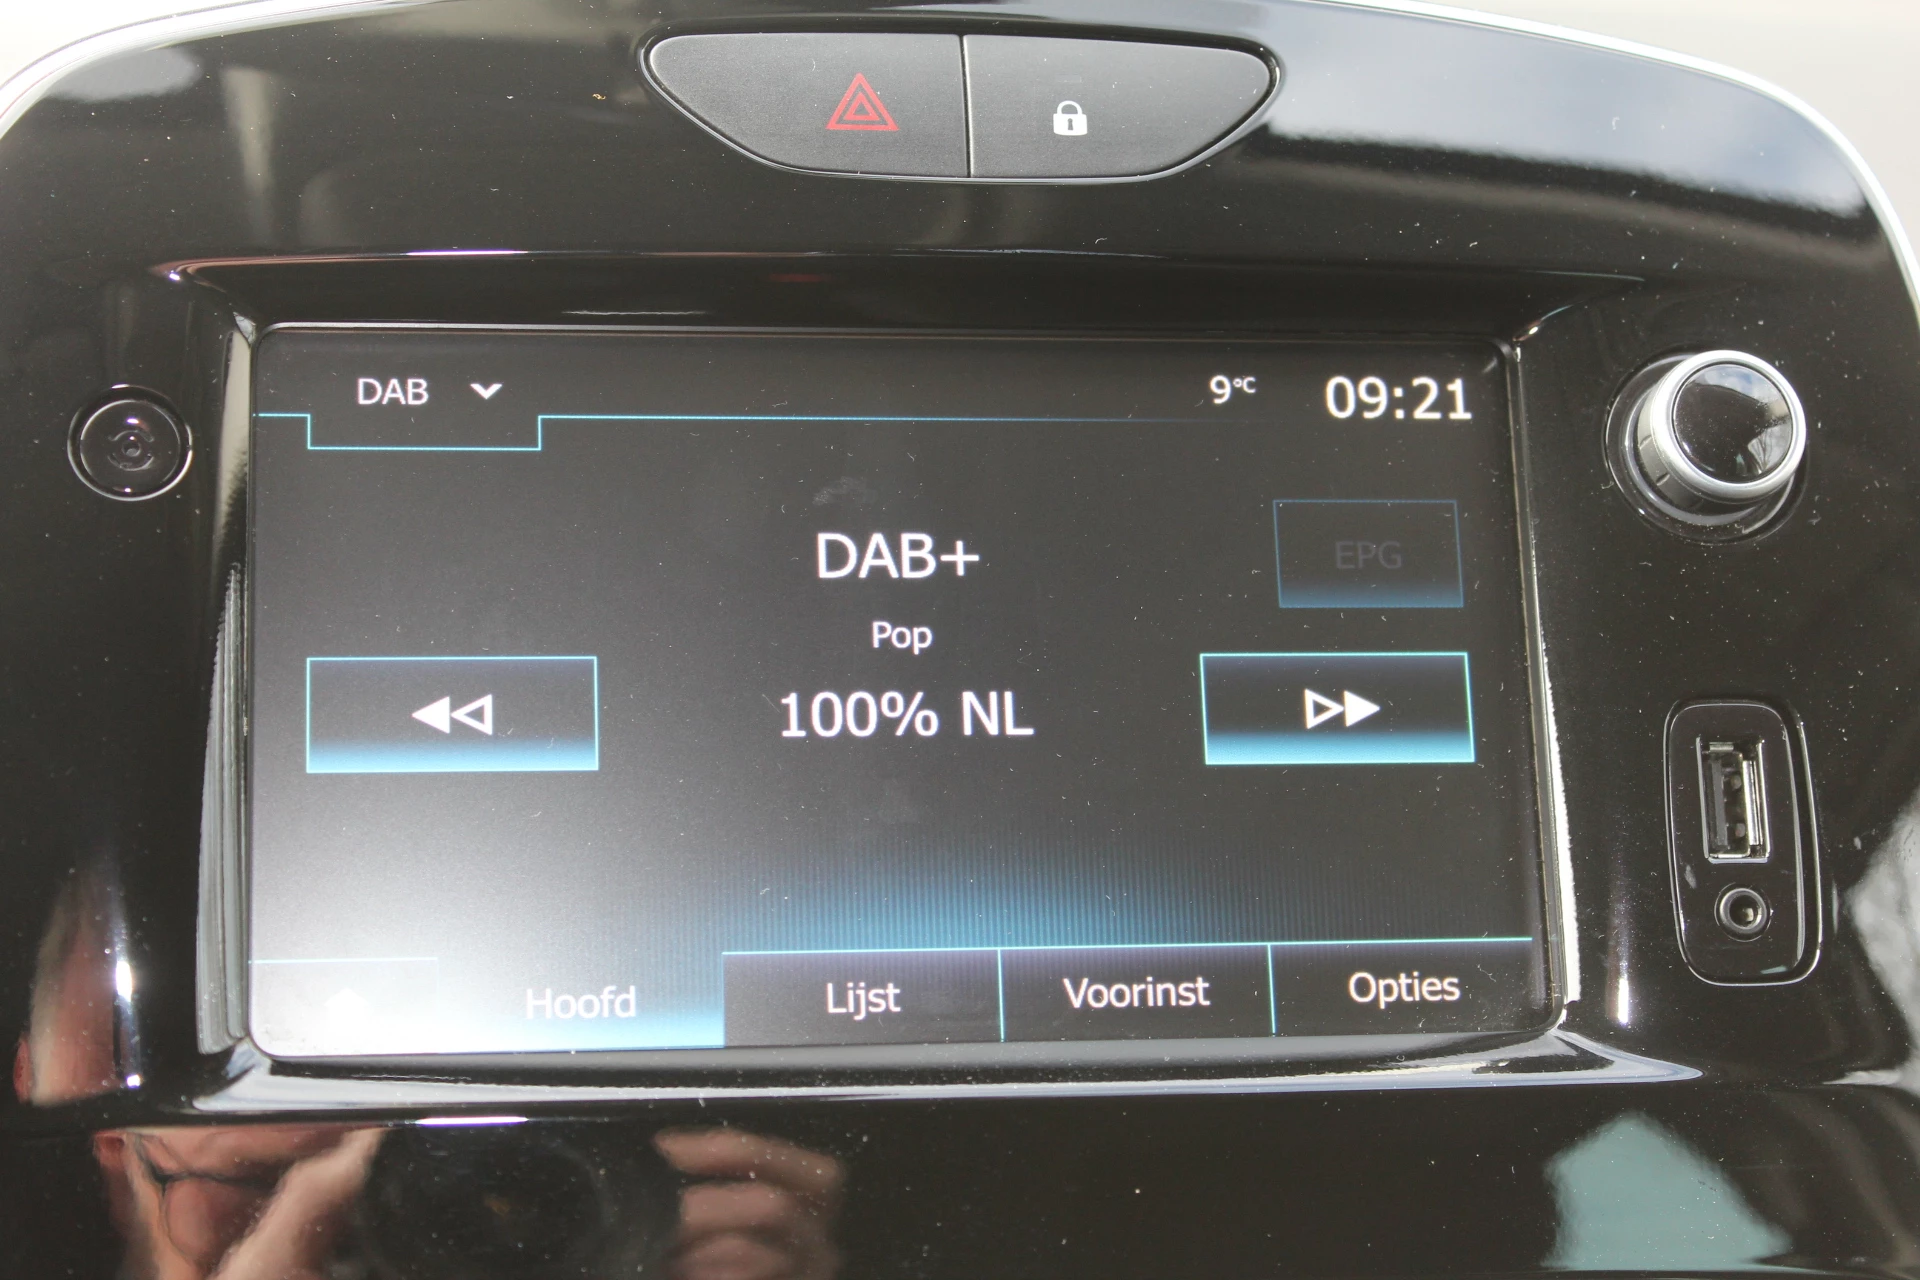 DAB
9°C
09:21
DAB+
EPG
Pop
100% NL
Hoofd
Lijst
Voorinst
Opties